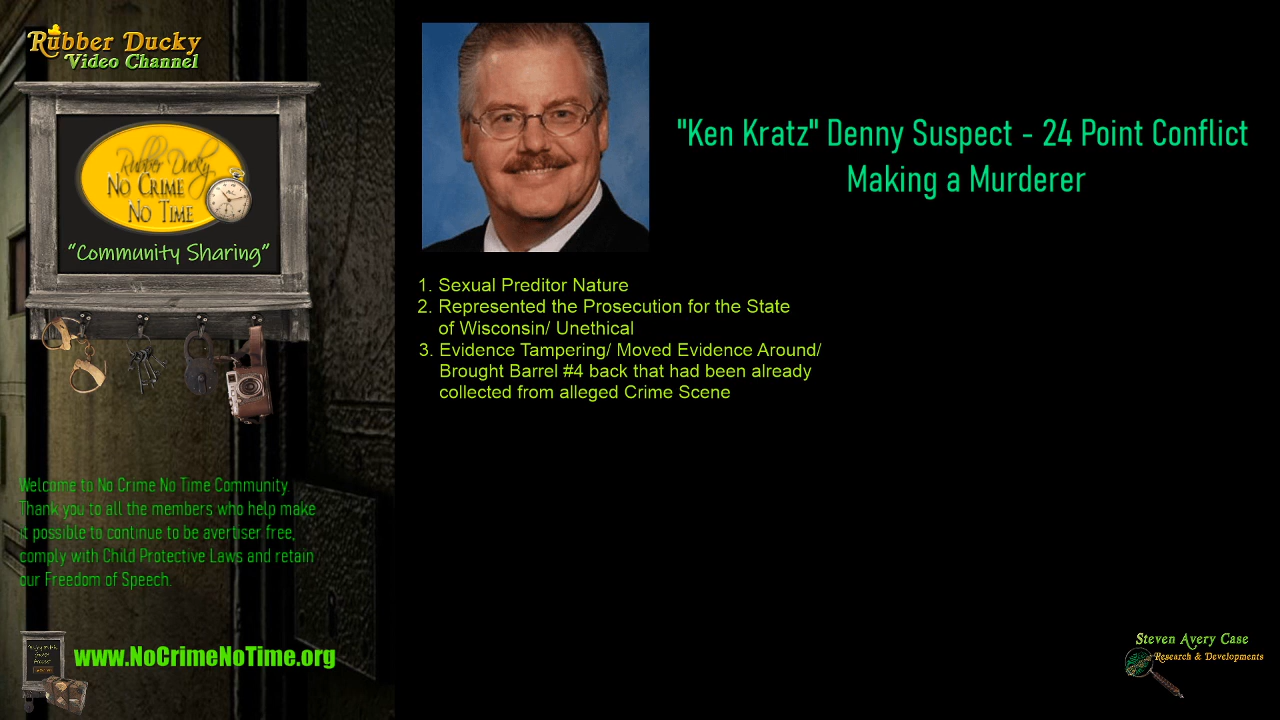 Rubber Ducky
Video Channel
Rubber Ducky
NO CRIME
NO TIME
"Community Sharing"
"Ken Kratz" Denny Suspect - 24 Point Conflict
Making a Murderer
1. Sexual Preditor Nature
2. Represented the Prosecution for the State
of Wisconsin/ Unethical
3. Evidence Tampering/ Moved Evidence Around/
Brought Barrel #4 back that had been already
collected from alleged Crime Scene
Welcome to No Crime No Time Community.
Thank you to all the members who help make
it possible to continue to be avertiser free,
comply with Child Protective Laws and retain
our Freedom of Speech.
www.NoCrimeNoTime.org
Steven Avery Case
Research & Developments